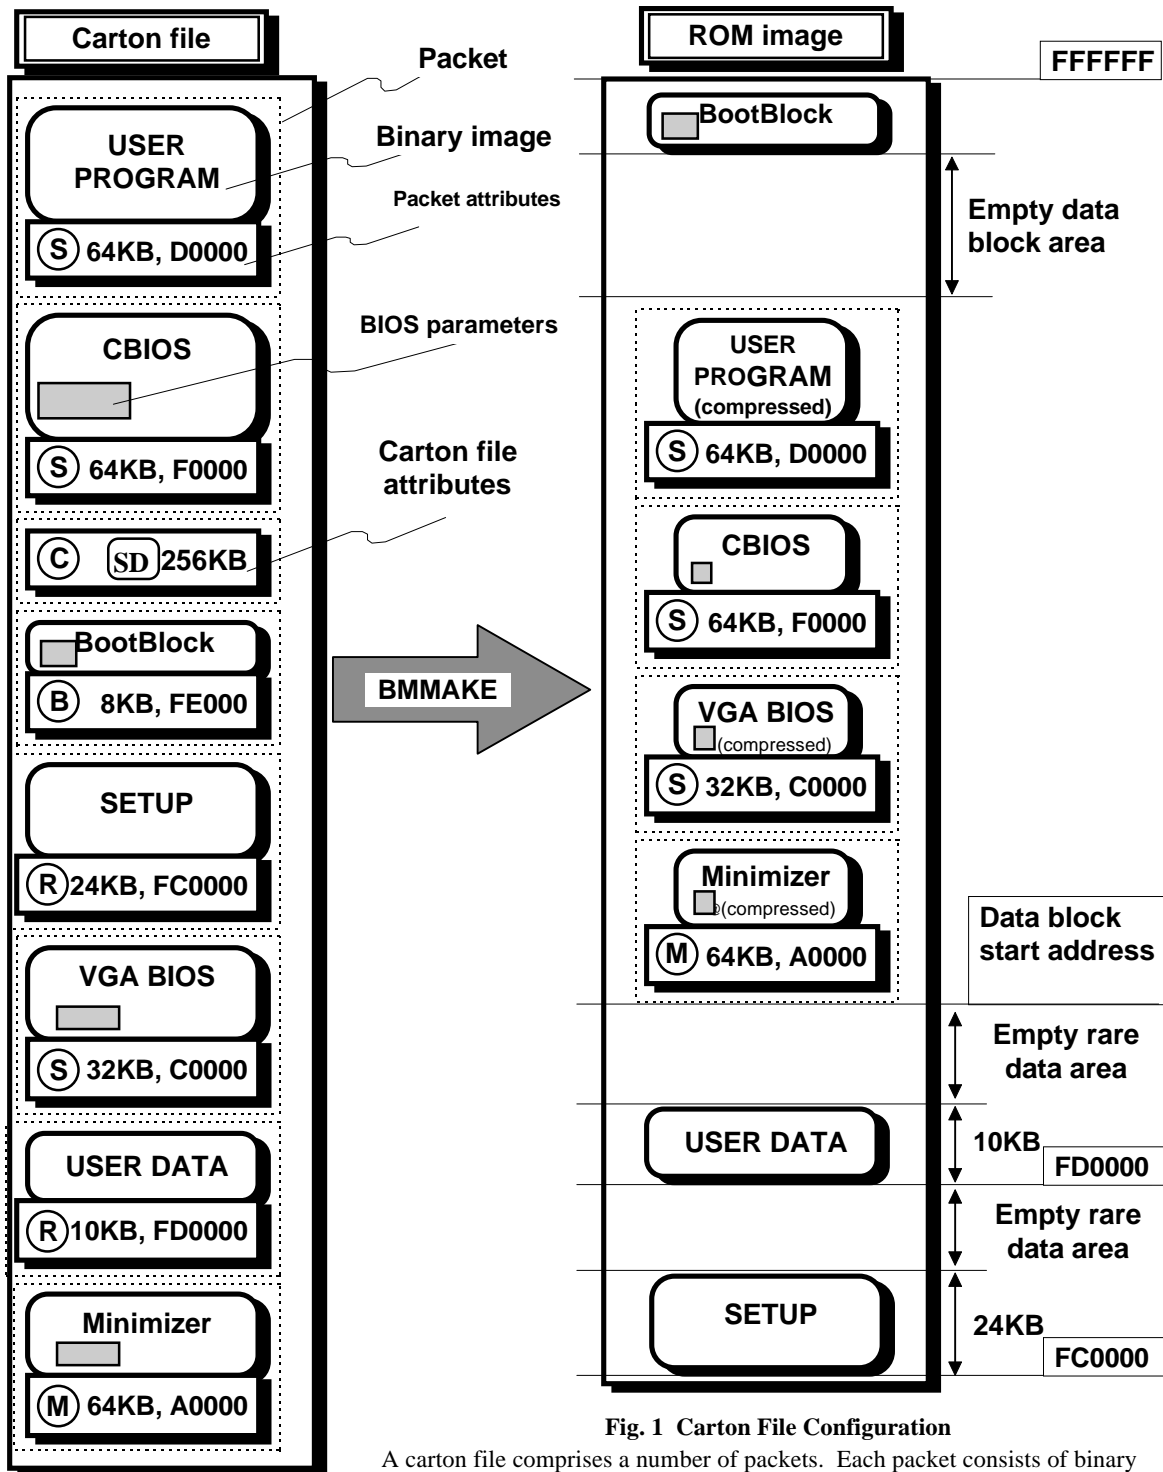 Carton file
Packet
Binary image
Packet attributes
BIOS parameters
Carton file
attributes
USER
PROGRAM
S 64KB, D0000
CBIOS
S 64KB, F0000
C SD 256KB
BootBlock
B 8KB, FE000
SETUP
R 24KB, FC0000
VGA BIOS
S 32KB, C0000
USER DATA
R 10KB, FD0000
Minimizer
M 64KB, A0000
BMMAKE
ROM image
FFFFFF
BootBlock
Empty data
block area
USER
PROGRAM
(compressed)
S 64KB, D0000
CBIOS
S 64KB, F0000
VGA BIOS
(compressed)
S 32KB, C0000
Minimizer
(compressed)
M 64KB, A0000
Data block
start address
Empty rare
data area
USER DATA
10KB
FD0000
Empty rare
data area
SETUP
24KB
FC0000
Fig. 1 Carton File Configuration
A carton file comprises a number of packets. Each packet consists of binary